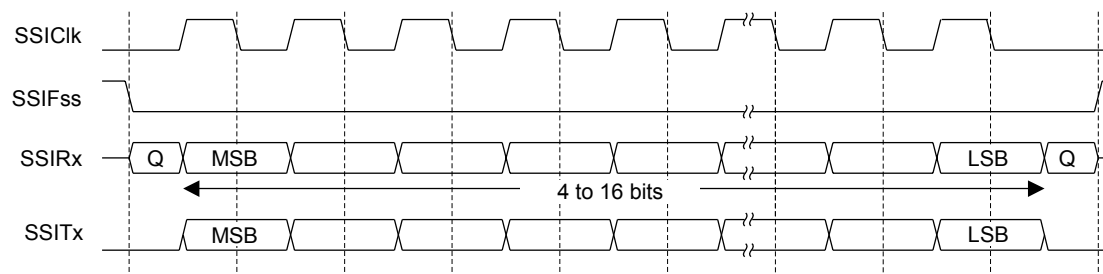 SSIClk
SSIFss
SSIRx Q MSB LSB Q
4 to 16 bits
SSITx MSB LSB